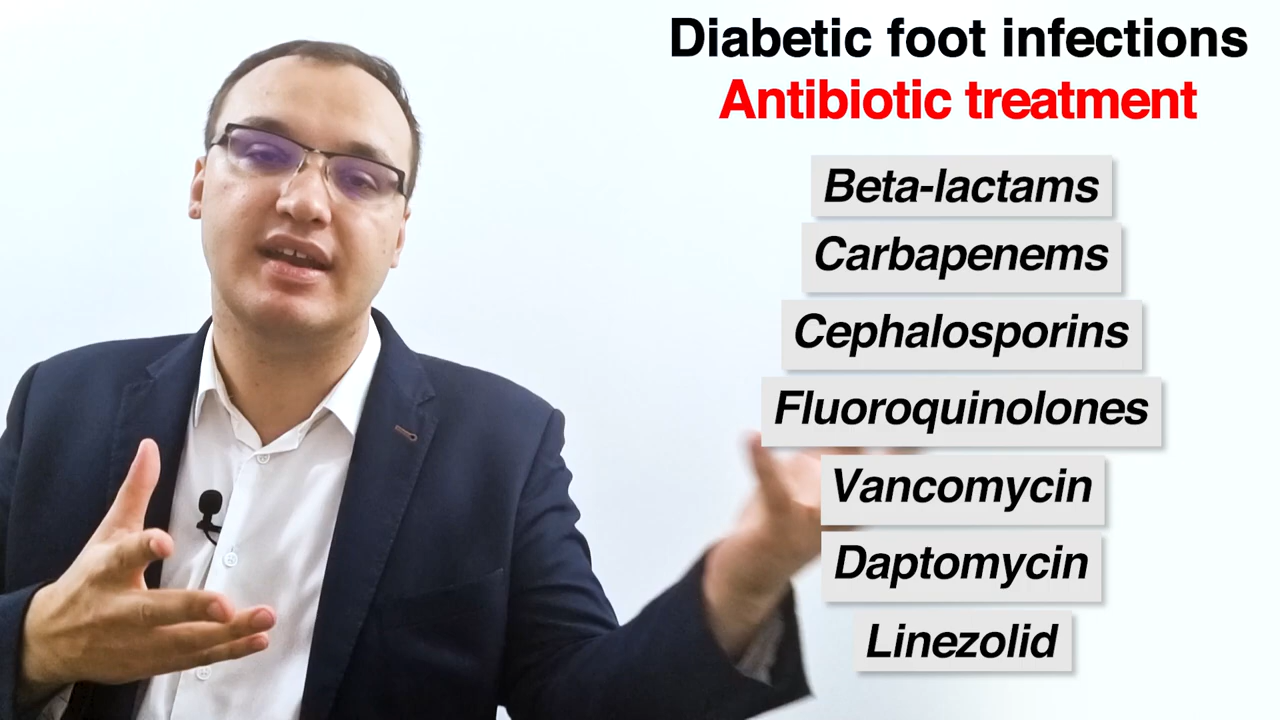 Diabetic foot infections
Antibiotic treatment
Beta-lactams
Carbapenems
Cephalosporins
Fluoroquinolones
Vancomycin
Daptomycin
Linezolid